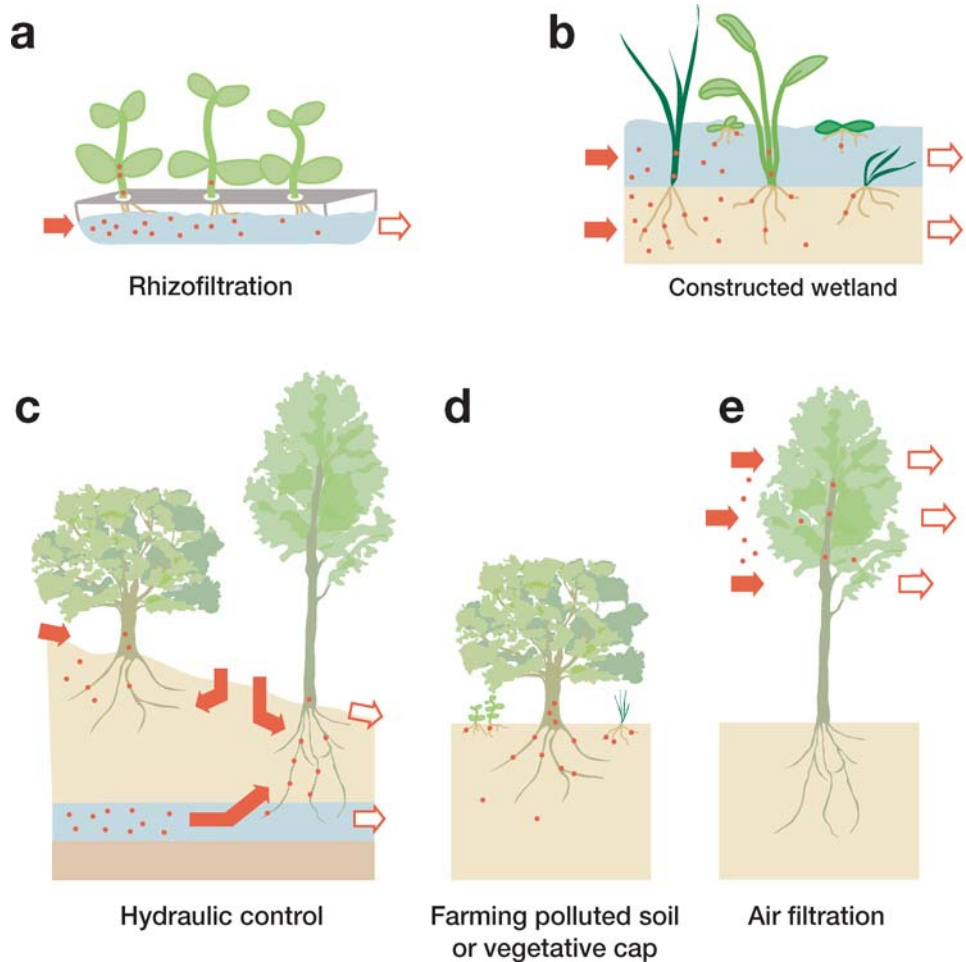 a
b
Rhizofiltration
Constructed wetland
c
d
e
Hydraulic control
Farming polluted soil
or vegetative cap
Air filtration